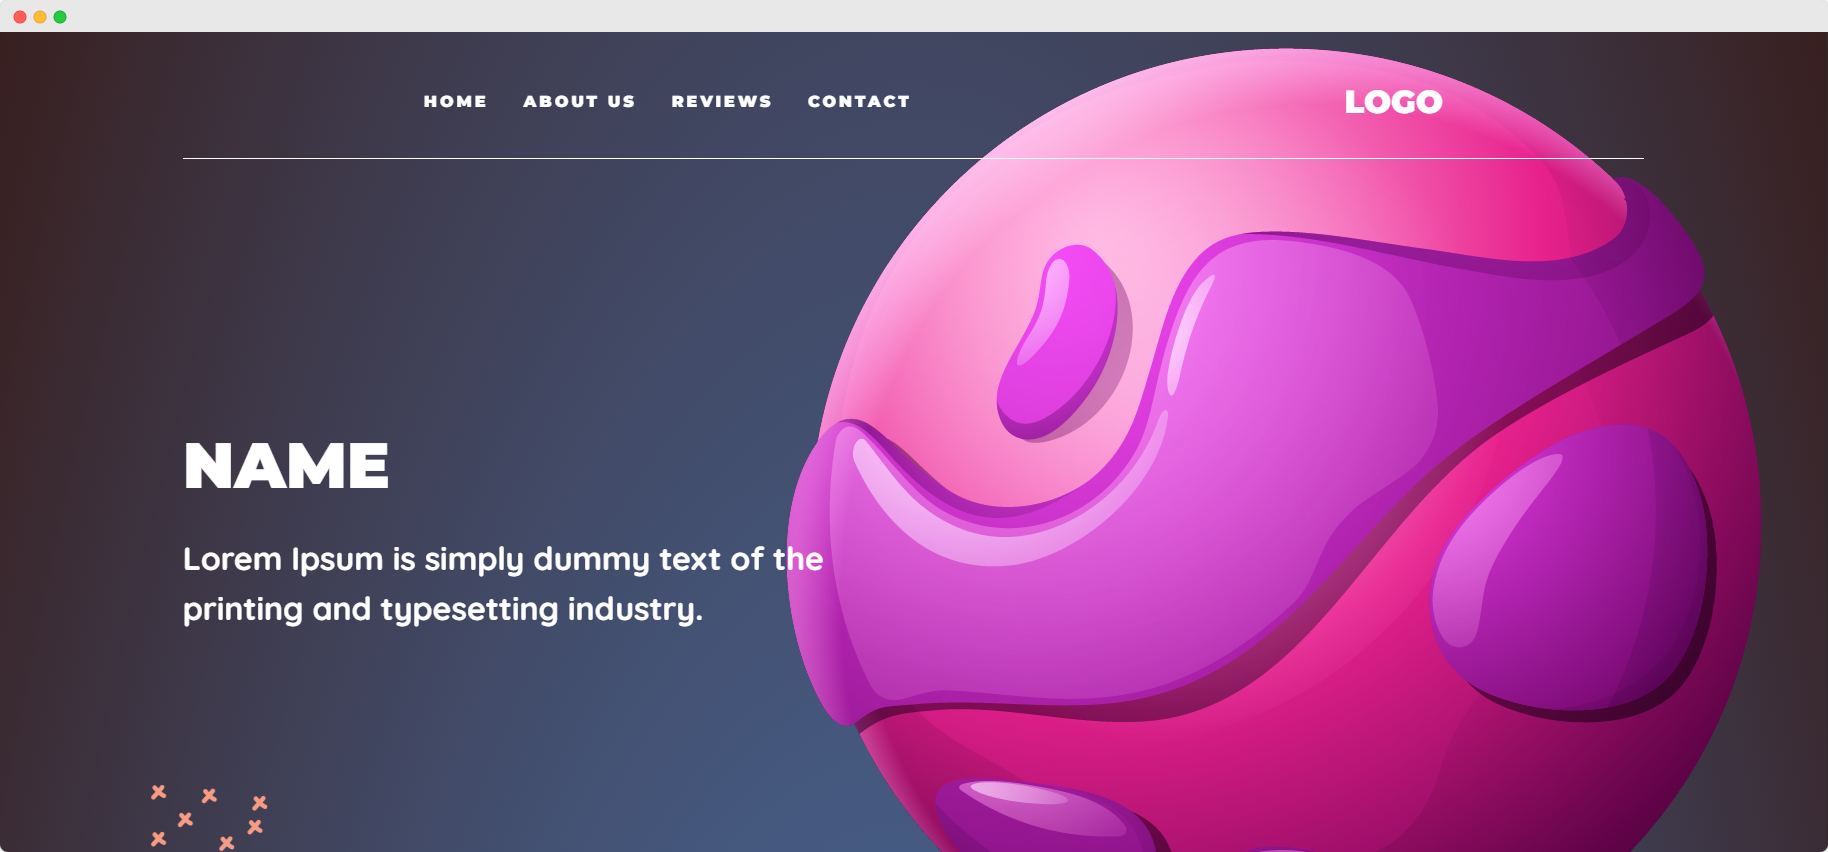 HOME ABOUT US REVIEWS CONTACT LOGO
NAME
Lorem Ipsum is simply dummy text of the
printing and typesetting industry.